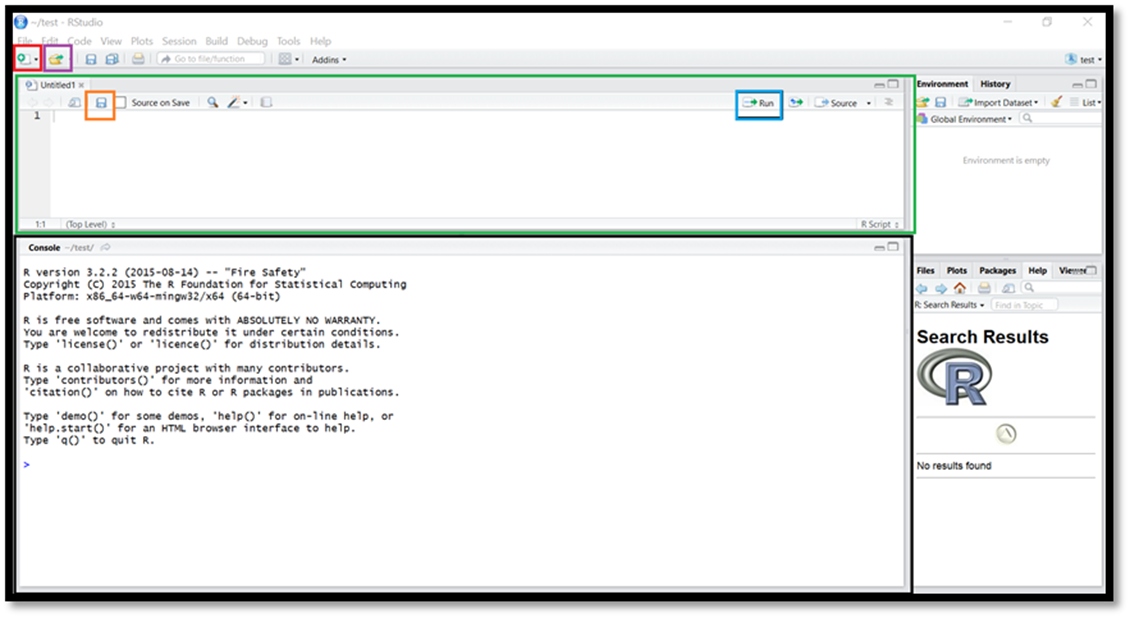 ~/test - RStudio
File Edit Code View Plots Session Build Debug Tools Help
Go to file/function Addins test
Untitled1
Source on Save Run Source
1
1:1 (Top Level) R Script
Console ~/test/
R version 3.2.2 (2015-08-14) -- "Fire Safety"
Copyright (C) 2015 The R Foundation for Statistical Computing
Platform: x86_64-w64-mingw32/x64 (64-bit)
R is free software and comes with ABSOLUTELY NO WARRANTY.
You are welcome to redistribute it under certain conditions.
Type 'license()' or 'licence()' for distribution details.
R is a collaborative project with many contributors.
Type 'contributors()' for more information and
'citation()' on how to cite R or R packages in publications.
Type 'demo()' for some demos, 'help()' for on-line help, or
'help.start()' for an HTML browser interface to help.
Type 'q()' to quit R.
>
Environment History
Import Dataset List
Global Environment
Environment is empty
Files Plots Packages Help Viewer
R: Search Results Find in Topic
Search Results
R
No results found